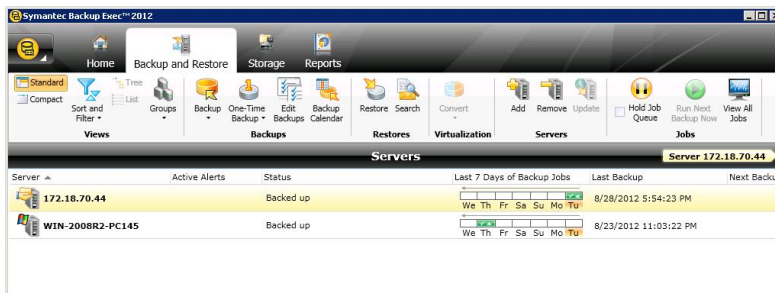 Symantec Backup Exec™ 2012
Home Backup and Restore Storage Reports
Standard
Compact
Tree
List
Sort and Filter
Groups
Views
Backup
One-Time Backup
Edit Backups
Backup Calendar
Backups
Restore
Search
Restores
Convert
Virtualization
Add
Remove
Update
Servers
Hold Job Queue
Run Next Backup Now
View All Jobs
Jobs
Servers
Server 172.18.70.44
Server Active Alerts Status Last 7 Days of Backup Jobs Last Backup Next Backu
172.18.70.44 Backed up 8/28/2012 5:54:23 PM
We Th Fr Sa Su Mo Tu
WIN-2008R2-PC145 Backed up 8/23/2012 11:03:22 PM
We Th Fr Sa Su Mo Tu